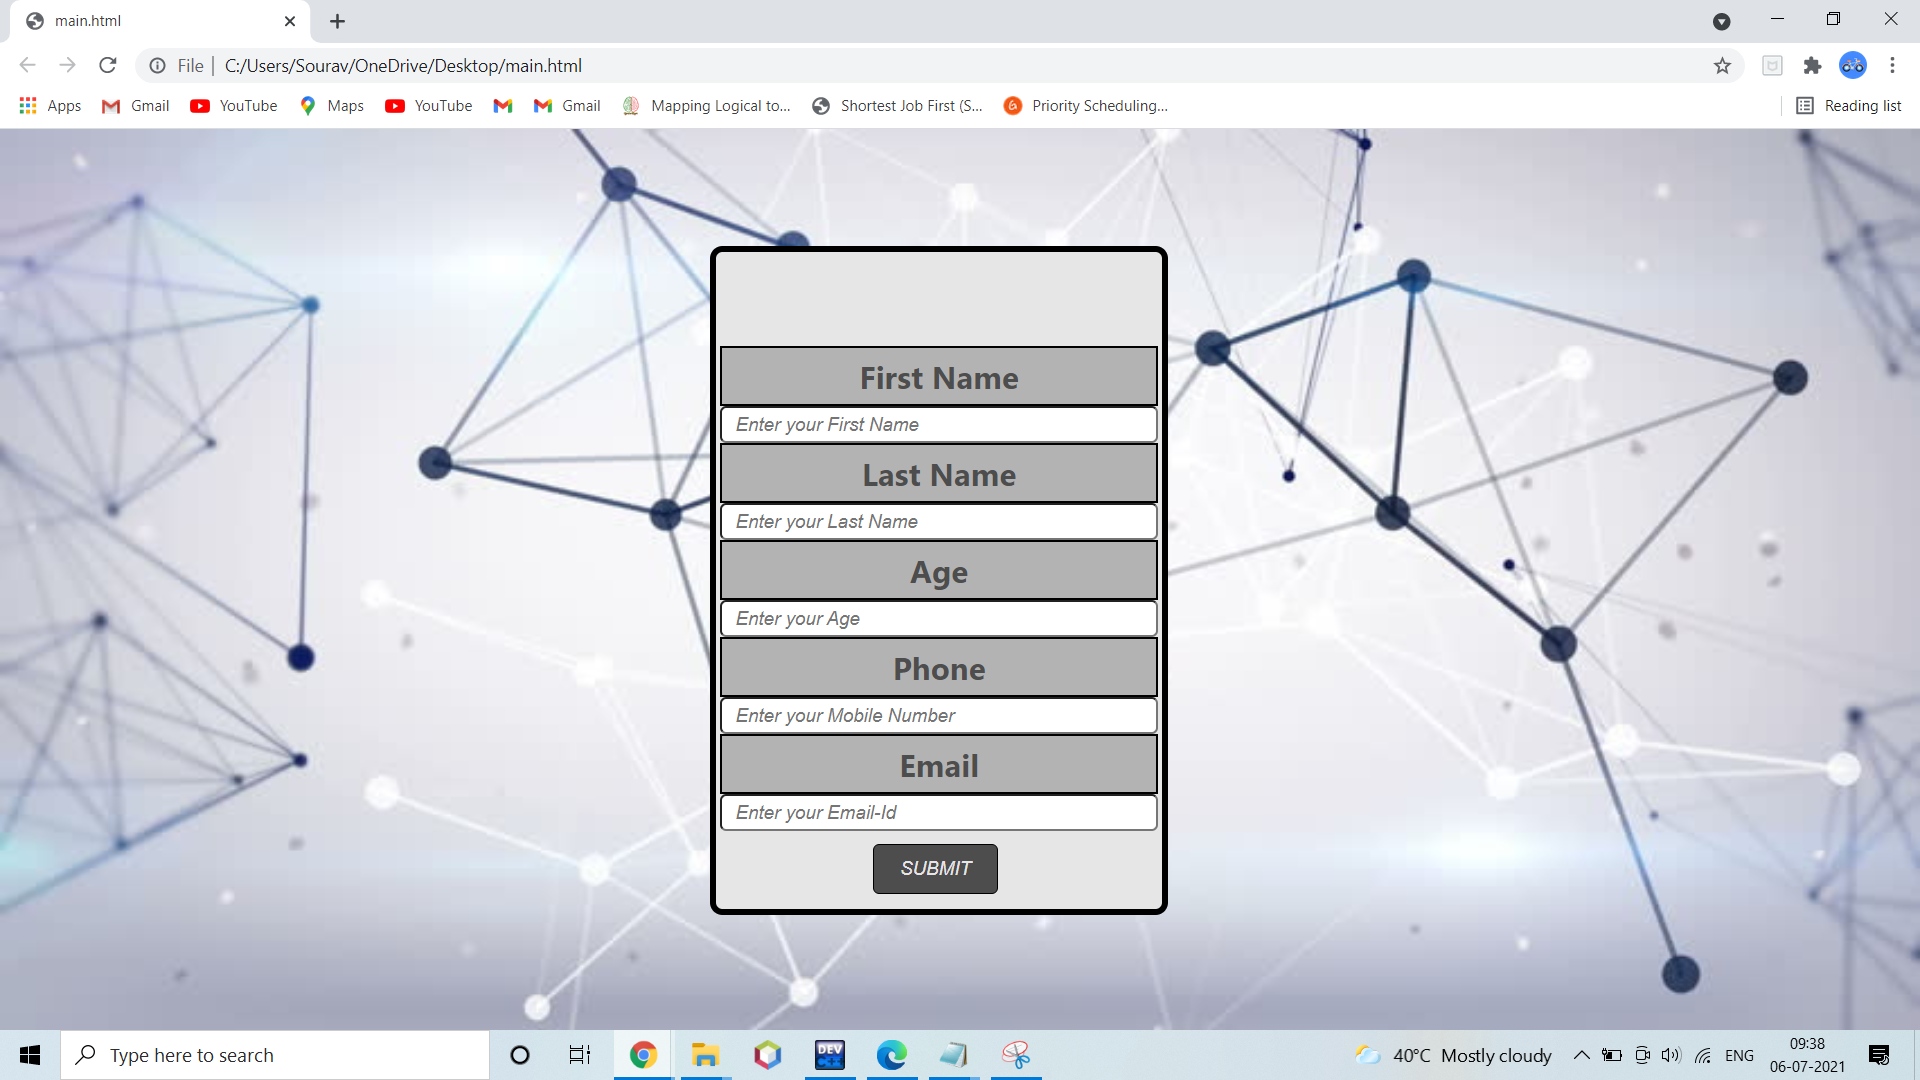 main.html
File | C:/Users/Sourav/OneDrive/Desktop/main.html
Apps Gmail YouTube Maps YouTube Gmail Mapping Logical to... Shortest Job First (S... Priority Scheduling... Reading list
First Name
Enter your First Name
Last Name
Enter your Last Name
Age
Enter your Age
Phone
Enter your Mobile Number
Email
Enter your Email-Id
SUBMIT
Type here to search
DEV C++
40°C Mostly cloudy
ENG
09:38
06-07-2021